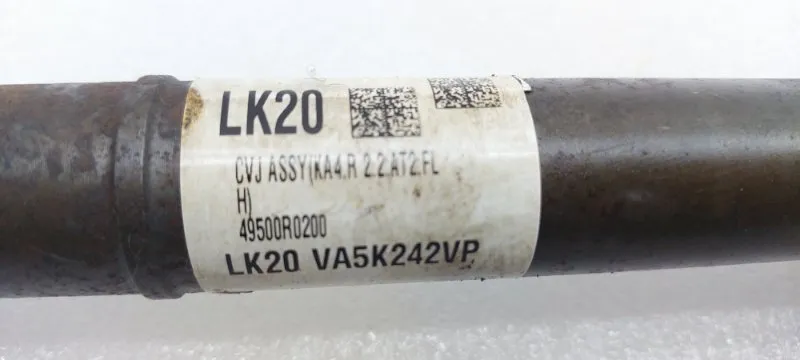 LK20
CVJ ASSY(KA4.R 2.2.AT2.FL
H)
49500R0200
LK20 VA5K242VP